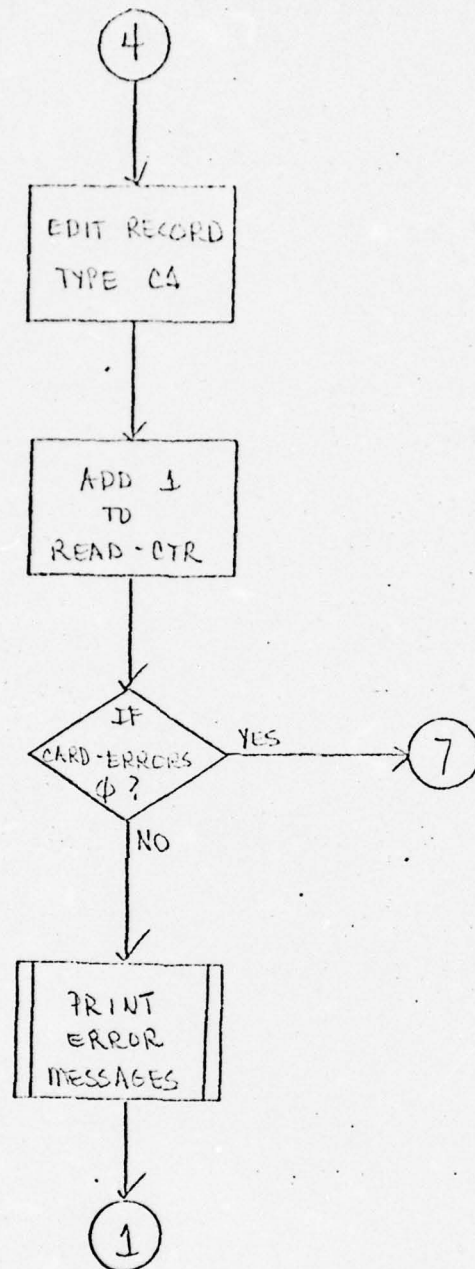 4
EDIT RECORD
TYPE C1
ADD 1
TO
READ-CTR
IF
CARD-ERRORS
φ ?
YES
7
NO
PRINT
ERROR
MESSAGES
1